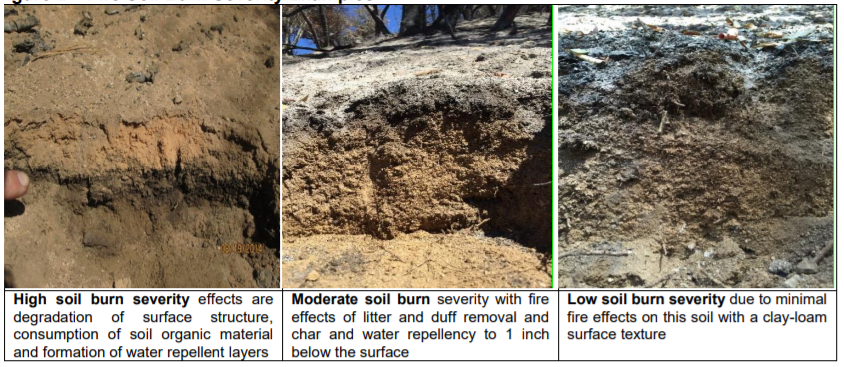 High soil burn severity effects are
degradation of surface structure,
consumption of soil organic material
and formation of water repellent layers
Moderate soil burn severity with fire
effects of litter and duff removal and
char and water repellency to 1 inch
below the surface
Low soil burn severity due to minimal
fire effects on this soil with a clay-loam
surface texture